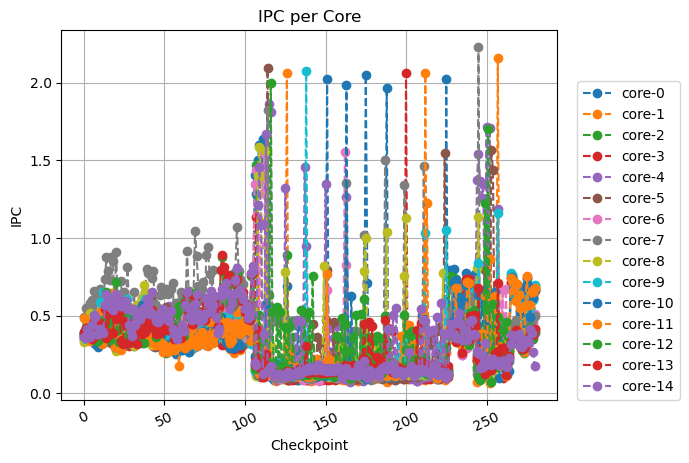 IPC per Core
IPC
2.0
1.5
1.0
0.5
0.0
0
50
100
150
200
250
Checkpoint
core-0
core-1
core-2
core-3
core-4
core-5
core-6
core-7
core-8
core-9
core-10
core-11
core-12
core-13
core-14